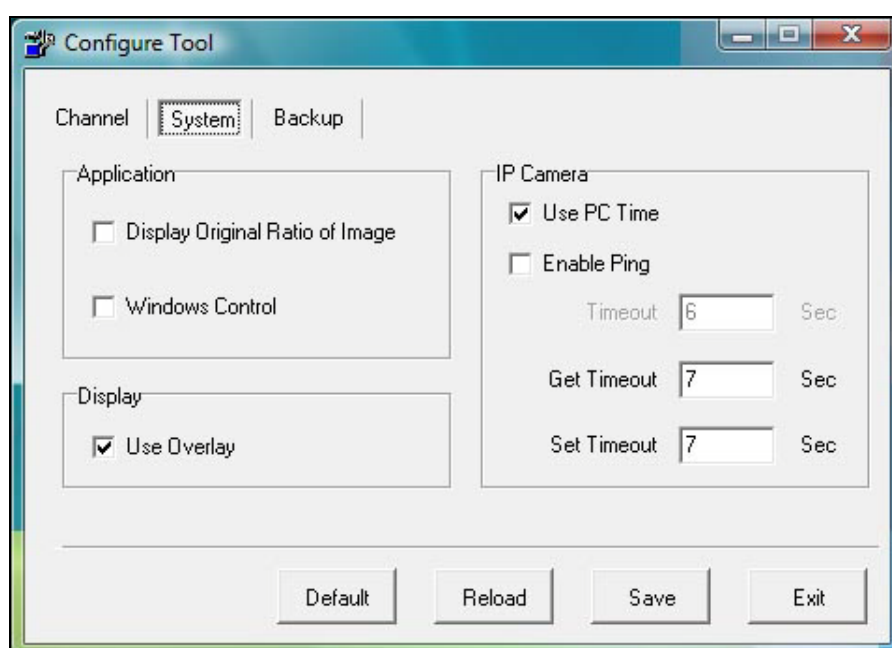 Configure Tool
Channel System Backup
Application
Display Original Ratio of Image
Windows Control
Display
Use Overlay
IP Camera
Use PC Time
Enable Ping
Timeout 6 Sec
Get Timeout 7 Sec
Set Timeout 7 Sec
Default Reload Save Exit